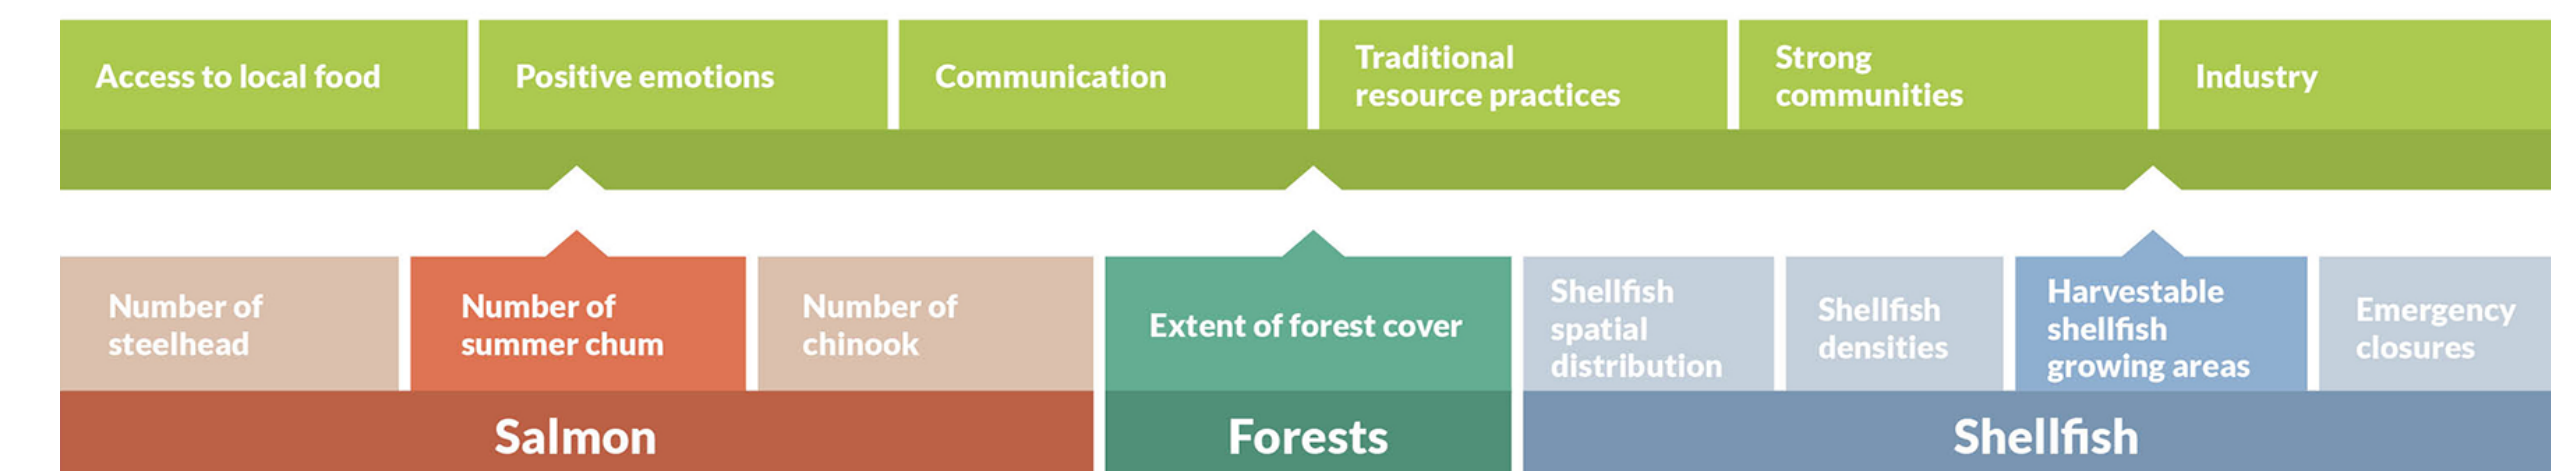 Access to local food
Positive emotions
Communication
Traditional
resource practices
Strong
communities
Industry
Number of
steelhead
Number of
summer chum
Number of
chinook
Extent of forest cover
Shellfish
spatial
distribution
Shellfish
densities
Harvestable
shellfish
growing areas
Emergency
closures
Salmon
Forests
Shellfish